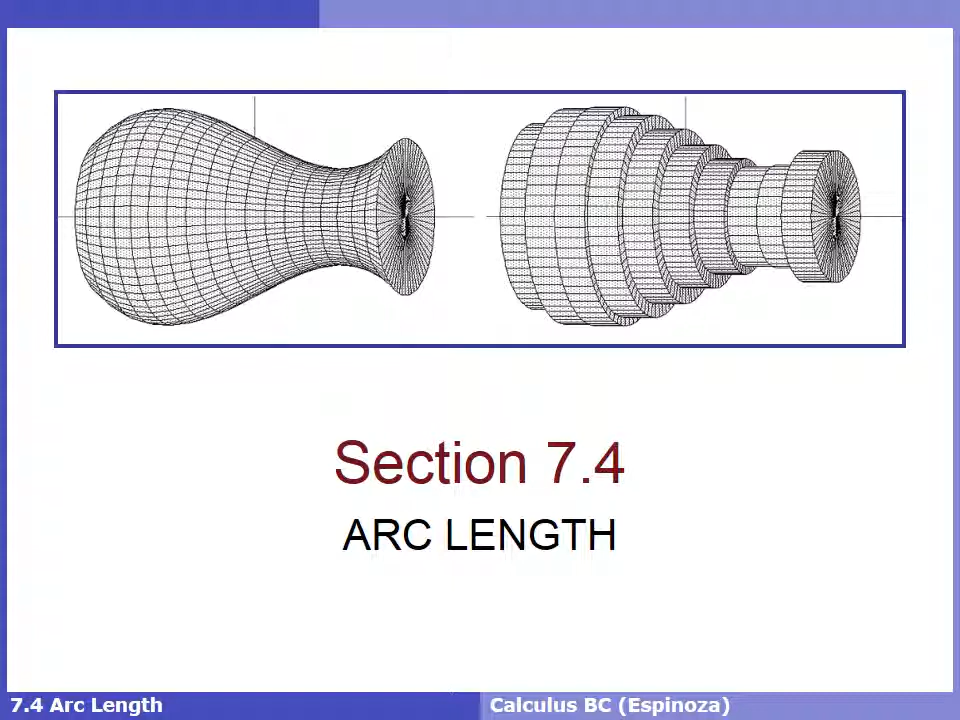 Section 7.4
ARC LENGTH
7.4 Arc Length
Calculus BC (Espinoza)